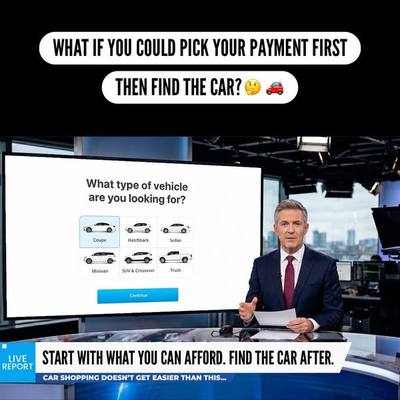 WHAT IF YOU COULD PICK YOUR PAYMENT FIRST
THEN FIND THE CAR? 🤔 🚗
What type of vehicle
are you looking for?
Coupe
Hatchback
Sedan
Minivan
SUV & Crossover
Truck
Continue
LIVE
REPORT
START WITH WHAT YOU CAN AFFORD. FIND THE CAR AFTER.
CAR SHOPPING DOESN'T GET EASIER THAN THIS...